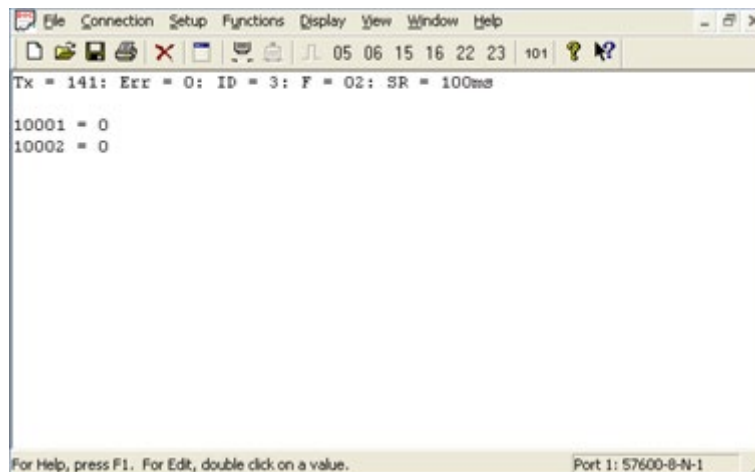 File Connection Setup Functions Display View Window Help
05 06 15 16 22 23 101
Tx = 141: Err = 0: ID = 3: F = 02: SR = 100ms
10001 = 0
10002 = 0
For Help, press F1. For Edit, double click on a value. Port 1: 57600-8-N-1